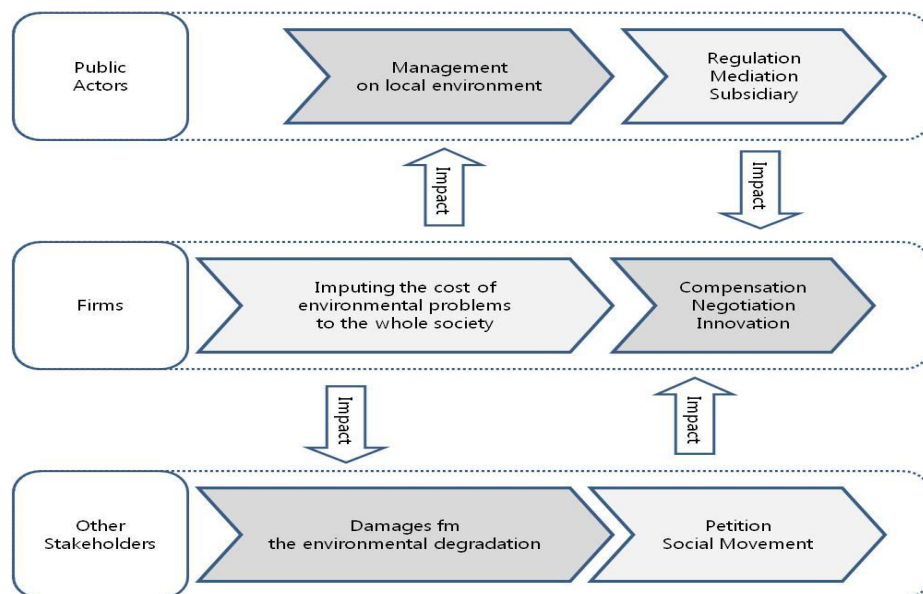 Public
Actors
Management
on local environment
Regulation
Mediation
Subsidiary
Impact
Impact
Firms
Imputing the cost of
environmental problems
to the whole society
Compensation
Negotiation
Innovation
Impact
Impact
Other
Stakeholders
Damages fm
the environmental degradation
Petition
Social Movement